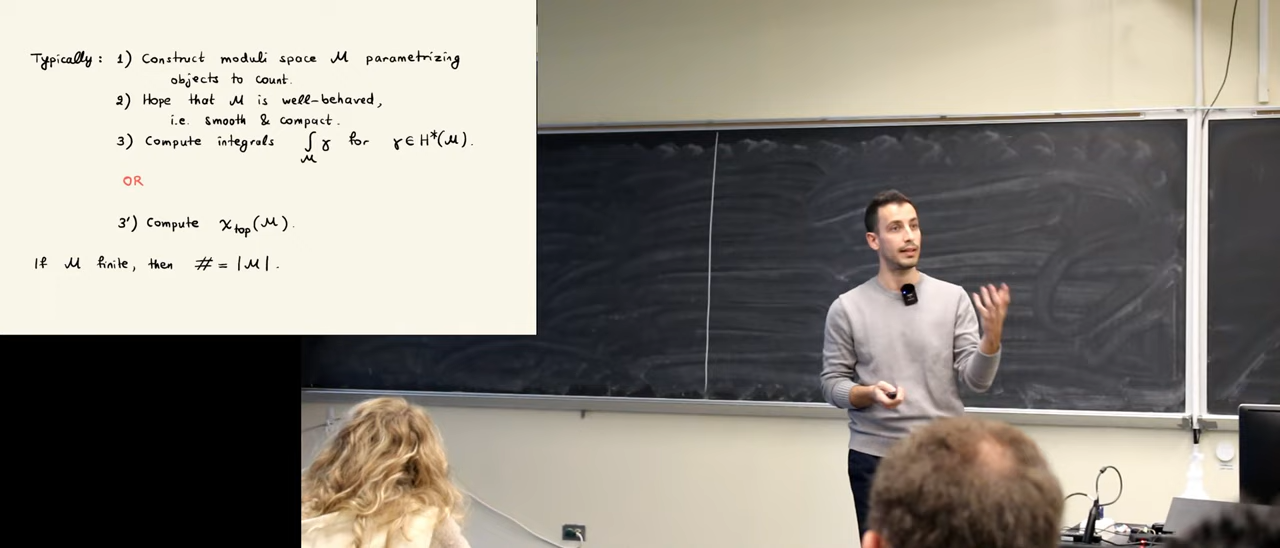 Typically: 1) Construct moduli space M parametrizing
objects to count.
2) Hope that M is well-behaved,
i.e. smooth & compact.
3) Compute integrals ∫_M γ for γ ∈ H*(M).
OR
3') Compute χ_top(M).
If M finite, then # = |M|.